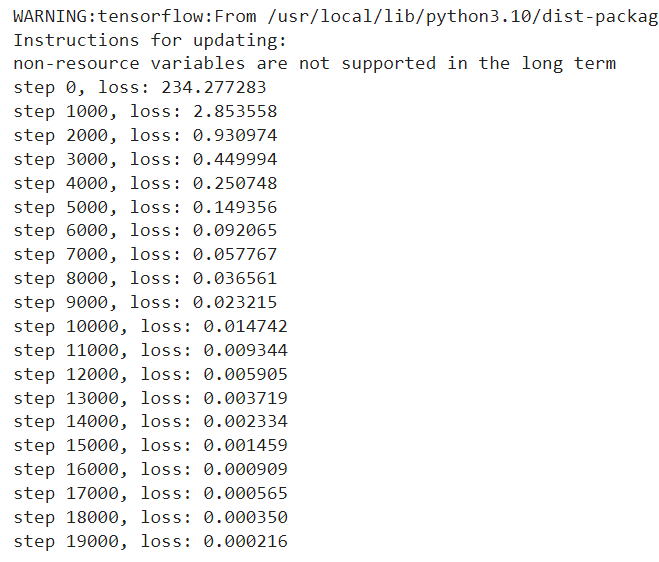 WARNING:tensorflow:From /usr/local/lib/python3.10/dist-packag
Instructions for updating:
non-resource variables are not supported in the long term
step 0, loss: 234.277283
step 1000, loss: 2.853558
step 2000, loss: 0.930974
step 3000, loss: 0.449994
step 4000, loss: 0.250748
step 5000, loss: 0.149356
step 6000, loss: 0.092065
step 7000, loss: 0.057767
step 8000, loss: 0.036561
step 9000, loss: 0.023215
step 10000, loss: 0.014742
step 11000, loss: 0.009344
step 12000, loss: 0.005905
step 13000, loss: 0.003719
step 14000, loss: 0.002334
step 15000, loss: 0.001459
step 16000, loss: 0.000909
step 17000, loss: 0.000565
step 18000, loss: 0.000350
step 19000, loss: 0.000216